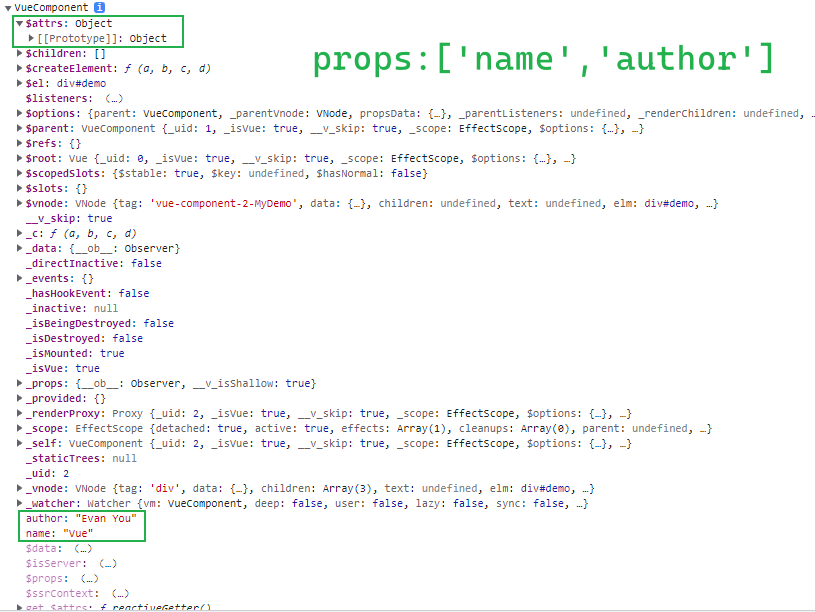 VueComponent i
$attrs: Object
[[Prototype]]: Object
props:['name','author']
$children: []
$createElement: ƒ (a, b, c, d)
$el: div#demo
$listeners: (…)
$options: {parent: VueComponent, _parentVnode: VNode, propsData: {…}, _parentListeners: undefined, _renderChildren: undefined, …
$parent: VueComponent {_uid: 1, _isVue: true, __v_skip: true, _scope: EffectScope, $options: {…}, …}
$refs: {}
$root: Vue {_uid: 0, _isVue: true, __v_skip: true, _scope: EffectScope, $options: {…}, …}
$scopedSlots: {$stable: true, $key: undefined, $hasNormal: false}
$slots: {}
$vnode: VNode {tag: 'vue-component-2-MyDemo', data: {…}, children: undefined, text: undefined, elm: div#demo, …}
__v_skip: true
_c: ƒ (a, b, c, d)
_data: {__ob__: Observer}
_directInactive: false
_events: {}
_hasHookEvent: false
_inactive: null
_isBeingDestroyed: false
_isDestroyed: false
_isMounted: true
_isVue: true
_props: {__ob__: Observer, __v_isShallow: true}
_provided: {}
_renderProxy: Proxy {_uid: 2, _isVue: true, __v_skip: true, _scope: EffectScope, $options: {…}, …}
_scope: EffectScope {detached: true, active: true, effects: Array(1), cleanups: Array(0), parent: undefined, …}
_self: VueComponent {_uid: 2, _isVue: true, __v_skip: true, _scope: EffectScope, $options: {…}, …}
_staticTrees: null
_uid: 2
_vnode: VNode {tag: 'div', data: {…}, children: Array(3), text: undefined, elm: div#demo, …}
_watcher: Watcher {vm: VueComponent, deep: false, user: false, lazy: false, sync: false, …}
author: "Evan You"
name: "Vue"
$data: (…)
$isServer: (…)
$props: (…)
$ssrContext: (…)
get $attrs: ƒ reactiveGetter()